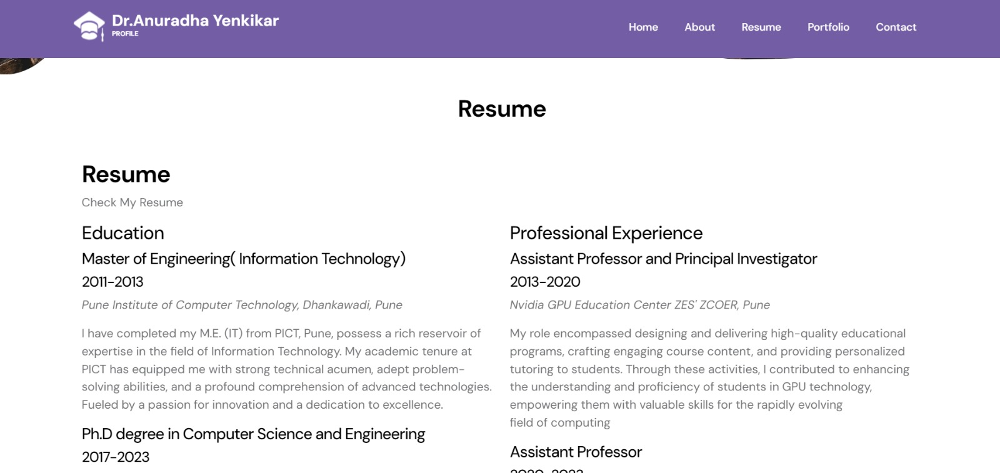 Dr.Anuradha Yenkikar
PROFILE
Home
About
Resume
Portfolio
Contact
Resume
Resume
Check My Resume
Education
Master of Engineering( Information Technology)
2011-2013
Pune Institute of Computer Technology, Dhankawadi, Pune
I have completed my M.E. (IT) from PICT, Pune, possess a rich reservoir of
expertise in the field of Information Technology. My academic tenure at
PICT has equipped me with strong technical acumen, adept problem-
solving abilities, and a profound comprehension of advanced technologies.
Fueled by a passion for innovation and a dedication to excellence.
Ph.D degree in Computer Science and Engineering
2017-2023
Professional Experience
Assistant Professor and Principal Investigator
2013-2020
Nvidia GPU Education Center ZES' ZCOER, Pune
My role encompassed designing and delivering high-quality educational
programs, crafting engaging course content, and providing personalized
tutoring to students. Through these activities, I contributed to enhancing
the understanding and proficiency of students in GPU technology,
empowering them with valuable skills for the rapidly evolving
field of computing
Assistant Professor